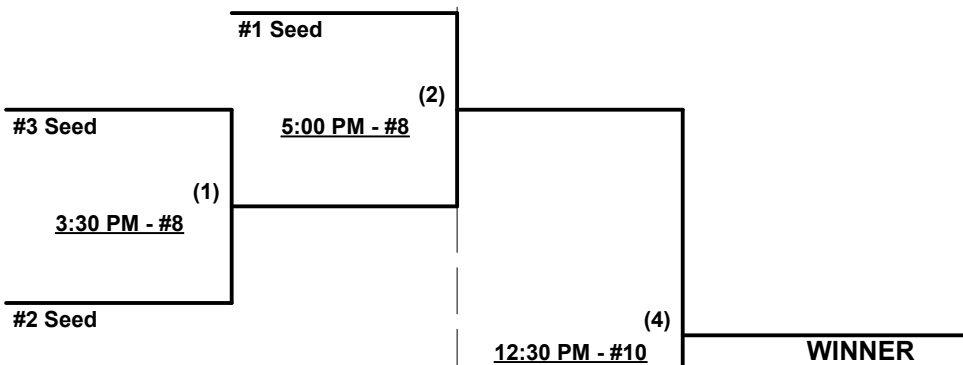 #1 Seed
(2)
#3 Seed
5:00 PM - #8
(1)
3:30 PM - #8
#2 Seed
(4)
12:30 PM - #10
WINNER